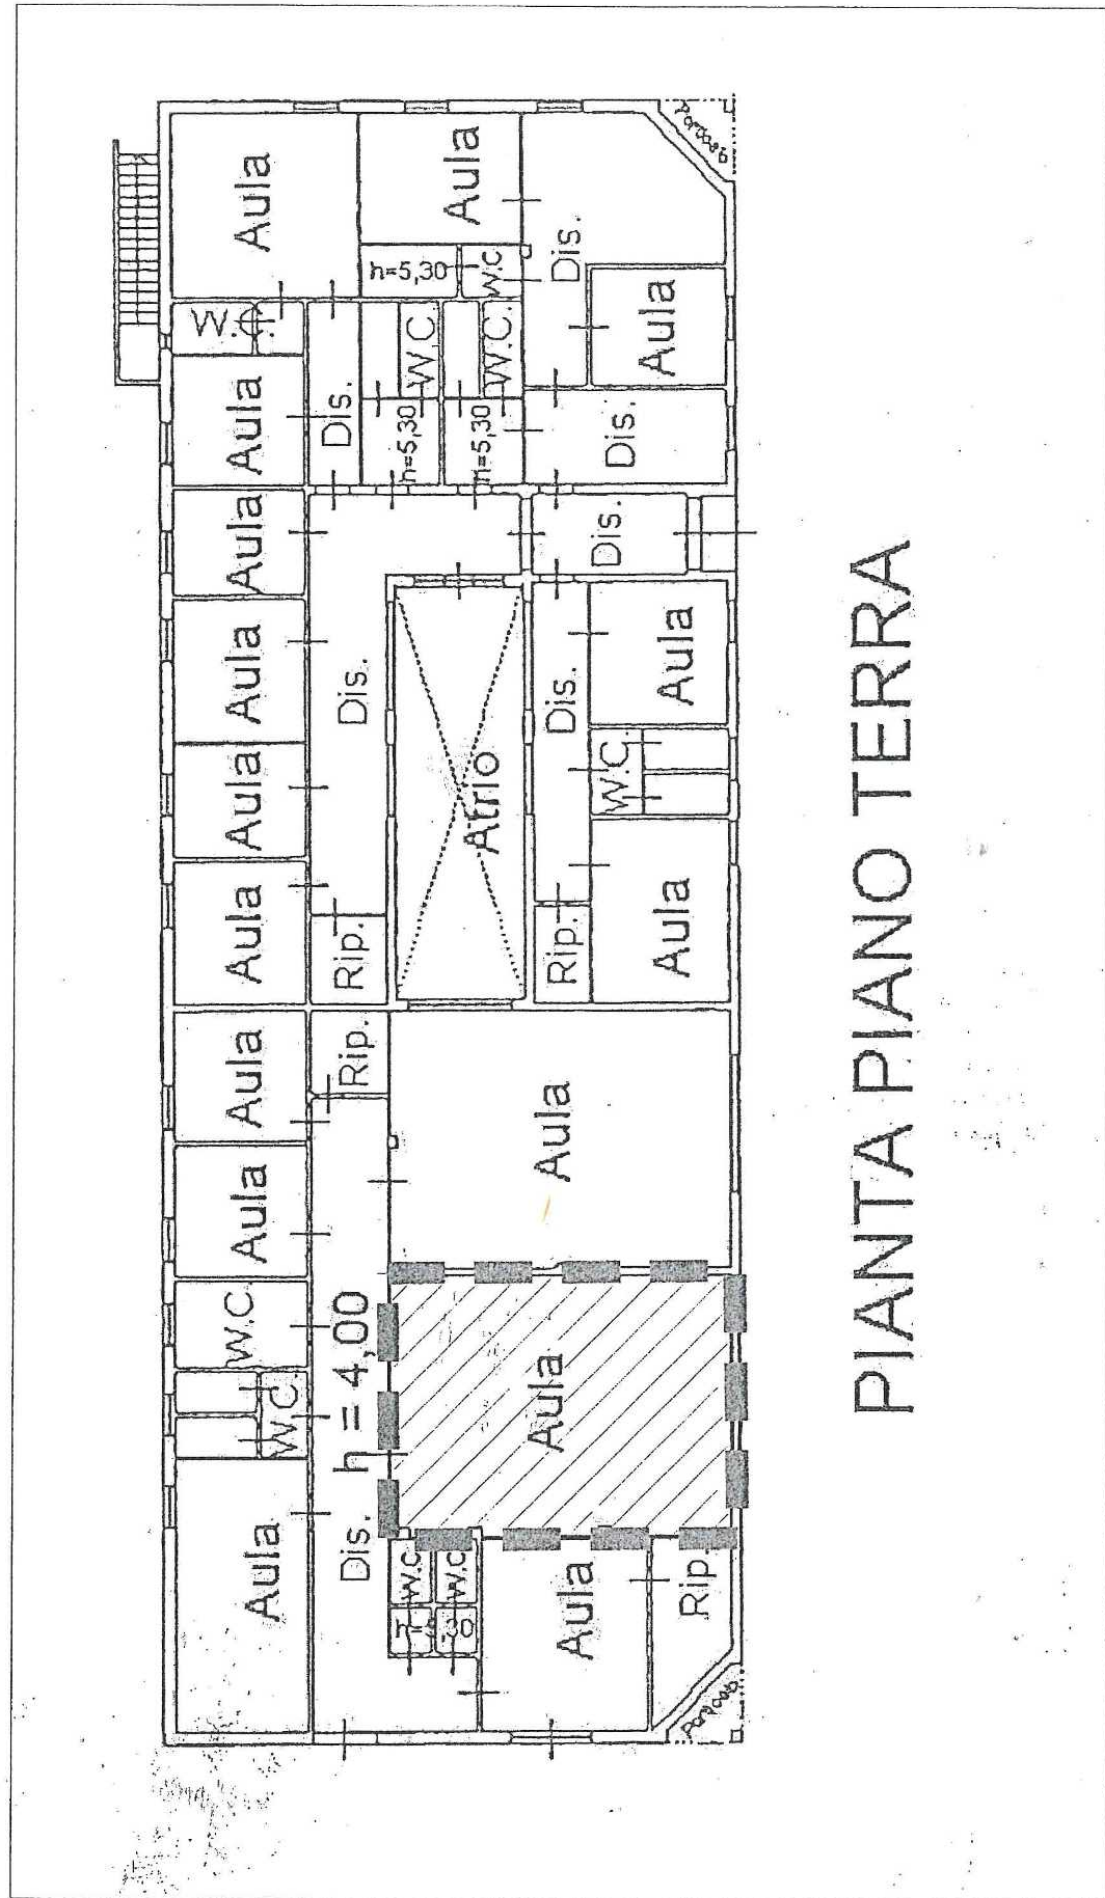 Aula
W.C.
Aula
Aula
Aula
Aula
Aula
Aula
Aula
W.C.
Aula
W.C.
Dis.
h = 4,00
Rip.
Rip.
Dis.
Dis.
W.C
W.C
h=5,30
W.C.
h=5,30
Atrio
h=5,30
W.C.
W.C
Aula
Aula
Aula
Aula
Rip.
Dis.
Dis.
W.C.
Dis.
Dis.
Rip.
Aula
Aula
Aula
PIANTA PIANO TERRA